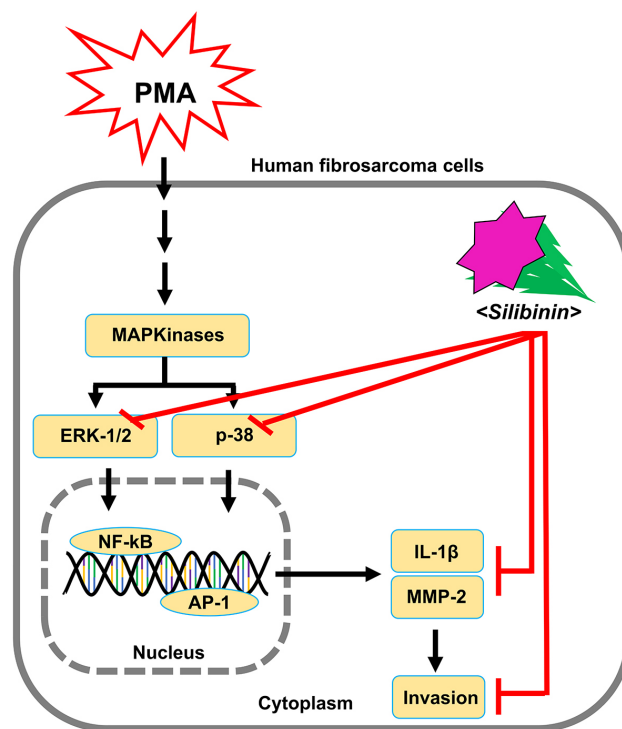 PMA
Human fibrosarcoma cells
<Silibinin>
MAPKinases
ERK-1/2
p-38
NF-kB
IL-1β
MMP-2
AP-1
Nucleus
Invasion
Cytoplasm